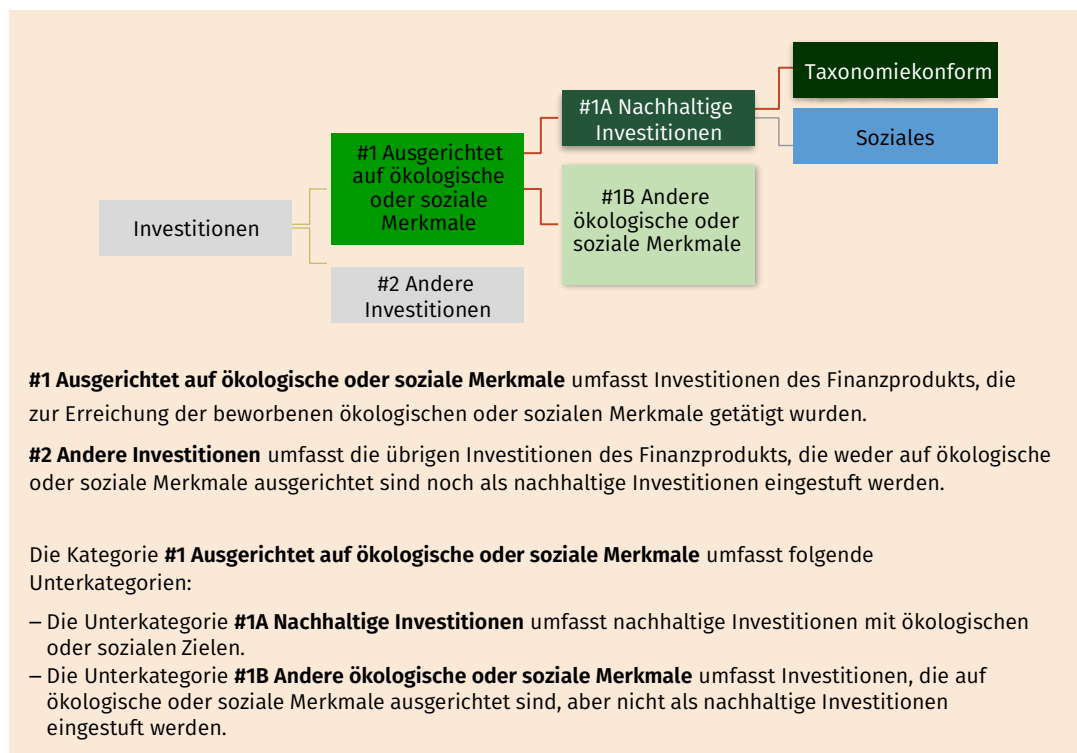 Taxonomiekonform
#1A Nachhaltige
Investitionen
Soziales
#1 Ausgerichtet
auf ökologische
oder soziale
Merkmale
#1B Andere
ökologische oder
soziale Merkmale
Investitionen
#2 Andere
Investitionen
#1 Ausgerichtet auf ökologische oder soziale Merkmale umfasst Investitionen des Finanzprodukts, die
zur Erreichung der beworbenen ökologischen oder sozialen Merkmale getätigt wurden.
#2 Andere Investitionen umfasst die übrigen Investitionen des Finanzprodukts, die weder auf ökologische
oder soziale Merkmale ausgerichtet sind noch als nachhaltige Investitionen eingestuft werden.
Die Kategorie #1 Ausgerichtet auf ökologische oder soziale Merkmale umfasst folgende
Unterkategorien:
– Die Unterkategorie #1A Nachhaltige Investitionen umfasst nachhaltige Investitionen mit ökologischen
oder sozialen Zielen.
– Die Unterkategorie #1B Andere ökologische oder soziale Merkmale umfasst Investitionen, die auf
ökologische oder soziale Merkmale ausgerichtet sind, aber nicht als nachhaltige Investitionen
eingestuft werden.